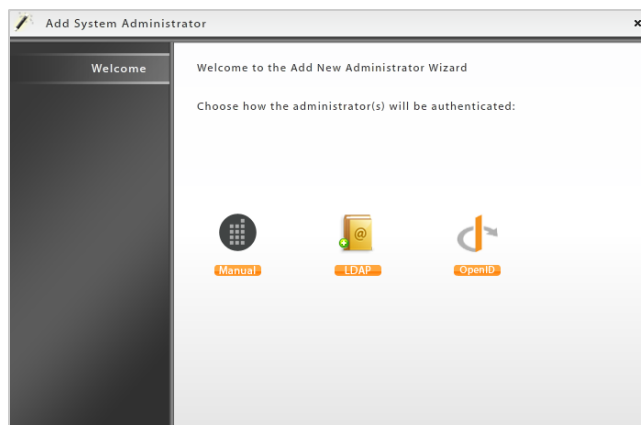 Add System Administrator
Welcome
Welcome to the Add New Administrator Wizard
Choose how the administrator(s) will be authenticated:
@
Manual
LDAP
OpenID